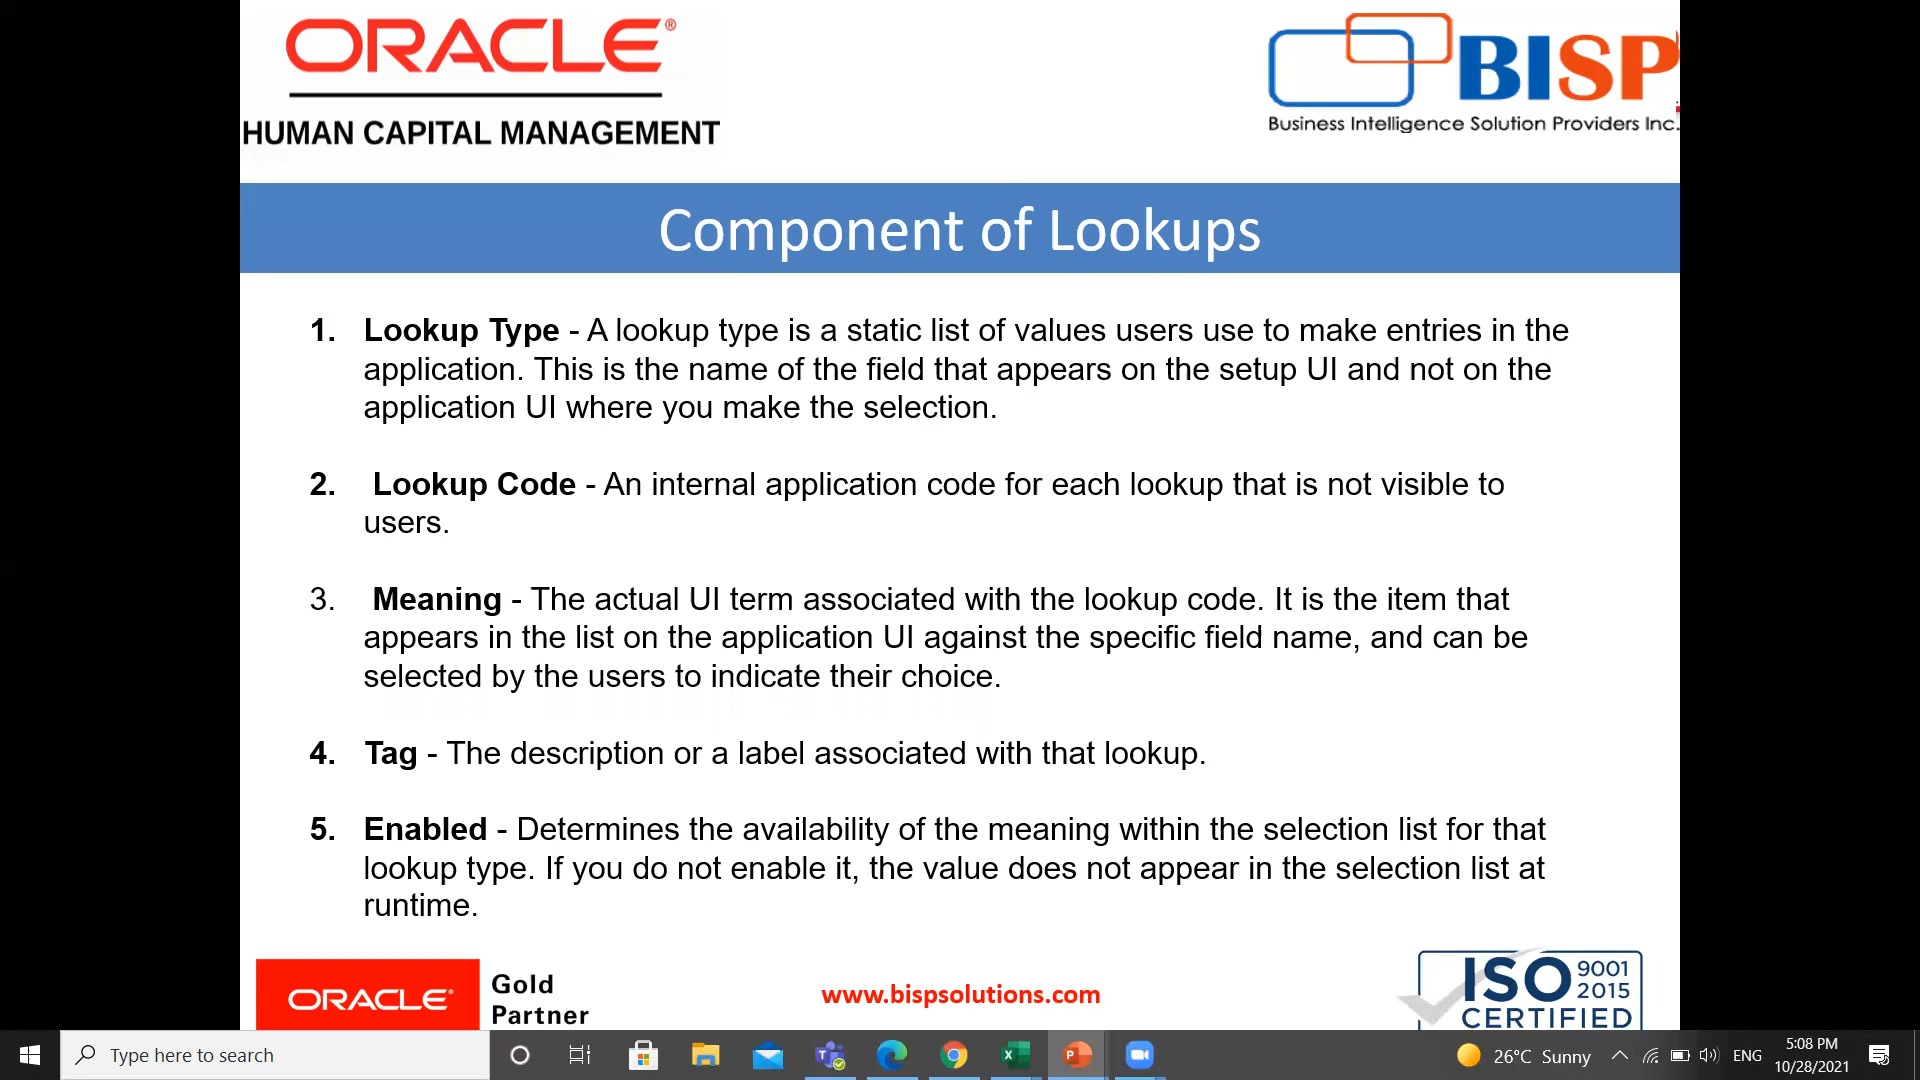 ORACLE®
HUMAN CAPITAL MANAGEMENT
BISP
Business Intelligence Solution Providers Inc.
Component of Lookups
1. Lookup Type - A lookup type is a static list of values users use to make entries in the
application. This is the name of the field that appears on the setup UI and not on the
application UI where you make the selection.
2. Lookup Code - An internal application code for each lookup that is not visible to
users.
3. Meaning - The actual UI term associated with the lookup code. It is the item that
appears in the list on the application UI against the specific field name, and can be
selected by the users to indicate their choice.
4. Tag - The description or a label associated with that lookup.
5. Enabled - Determines the availability of the meaning within the selection list for that
lookup type. If you do not enable it, the value does not appear in the selection list at
runtime.
ORACLE®
Gold
Partner
www.bispsolutions.com
ISO 9001
2015
CERTIFIED
Type here to search
26°C Sunny
ENG
5:08 PM
10/28/2021